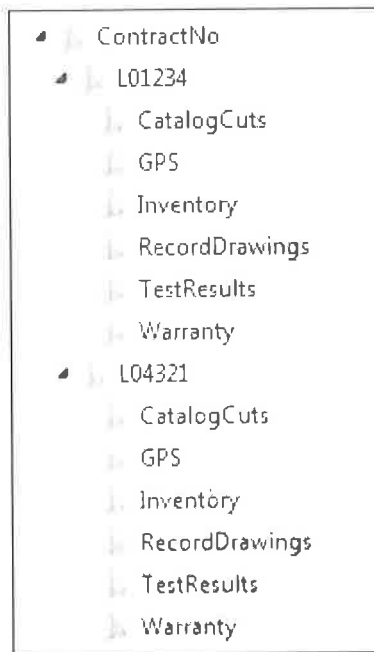 ContractNo
L01234
CatalogCuts
GPS
Inventory
RecordDrawings
TestResults
Warranty
L04321
CatalogCuts
GPS
Inventory
RecordDrawings
TestResults
Warranty